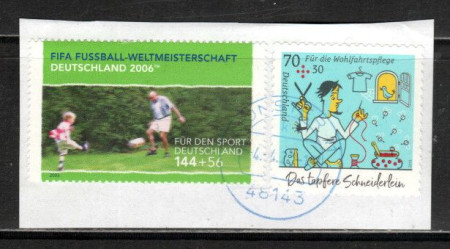 FIFA FUSSBALL-WELTMEISTERSCHAFT
DEUTSCHLAND 2006™
FÜR DEN SPORT
DEUTSCHLAND
144+56
70 Für die Wohlfahrtspflege
+30
Deutschland
Das tapfere Schneiderlein
46143